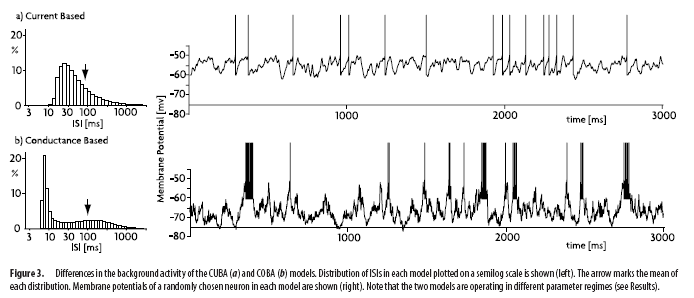 a) Current Based
20
%
10
0
3 10 30 100 1000
ISI [ms]
-50
-60
-70
-80
1000 2000 time [ms] 3000
b) Conductance Based
20
%
10
0
3 10 30 100 1000
ISI [ms]
Membrane Potential [mv]
-50
-60
-70
-80
1000 2000 time [ms] 3000
Figure 3. Differences in the background activity of the CUBA (a) and COBA (b) models. Distribution of ISIs in each model plotted on a semilog scale is shown (left). The arrow marks the mean of
each distribution. Membrane potentials of a randomly chosen neuron in each model are shown (right). Note that the two models are operating in different parameter regimes (see Results).